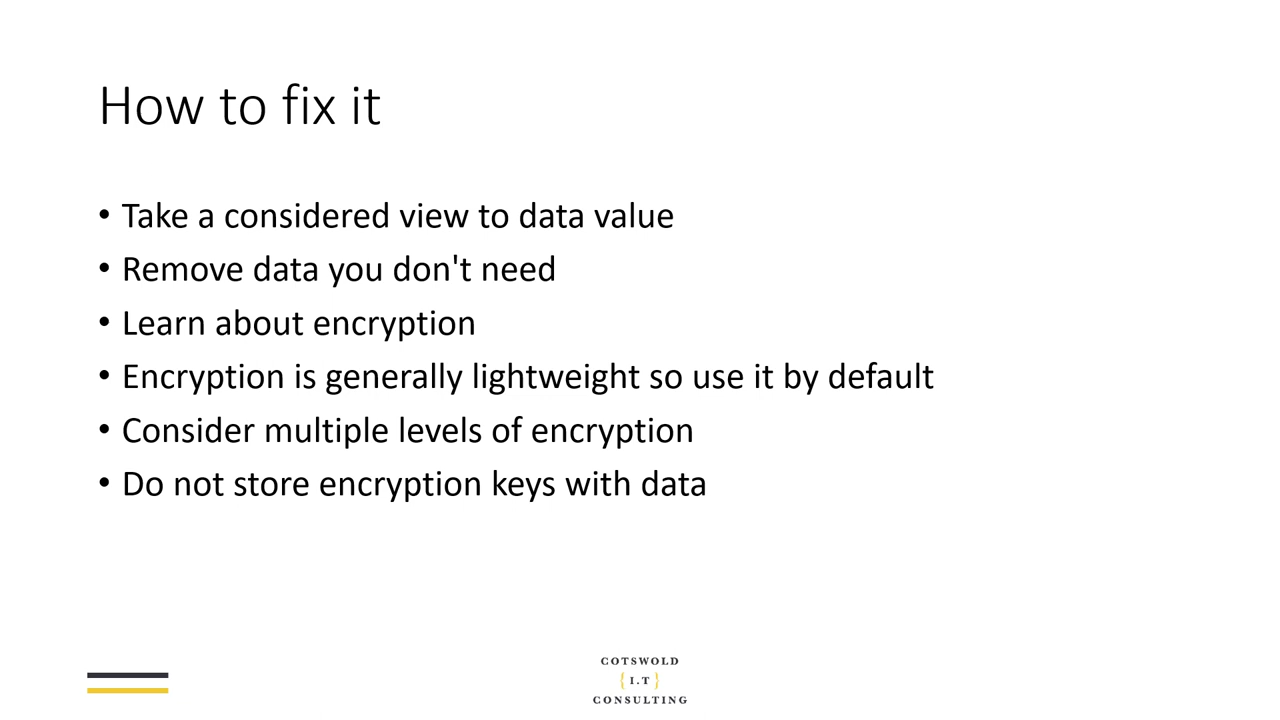 How to fix it
• Take a considered view to data value
• Remove data you don't need
• Learn about encryption
• Encryption is generally lightweight so use it by default
• Consider multiple levels of encryption
• Do not store encryption keys with data
COTSWOLD
{ I.T }
CONSULTING